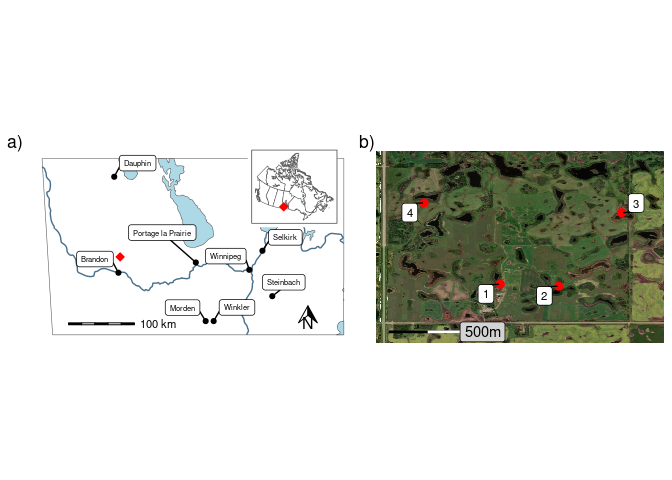 a)
Dauphin
Portage la Prairie
Selkirk
Brandon
Winnipeg
Steinbach
Morden
Winkler
100 km
N
b)
3
4
1
2
500m